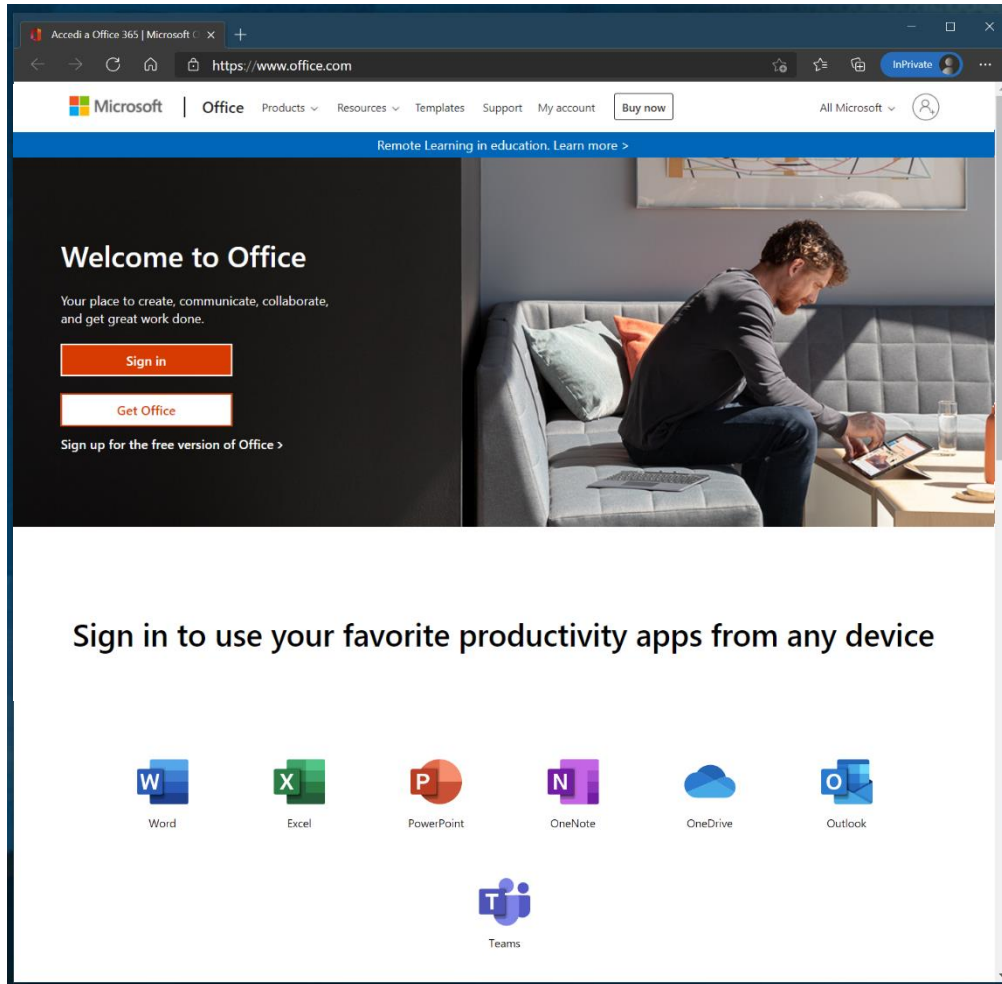 Accedi a Office 365 | Microsoft O
https://www.office.com
InPrivate
Microsoft | Office Products Resources Templates Support My account Buy now All Microsoft
Remote Learning in education. Learn more >
Welcome to Office
Your place to create, communicate, collaborate,
and get great work done.
Sign in
Get Office
Sign up for the free version of Office >
Sign in to use your favorite productivity apps from any device
W X P N O
Word Excel PowerPoint OneNote OneDrive Outlook
T
Teams